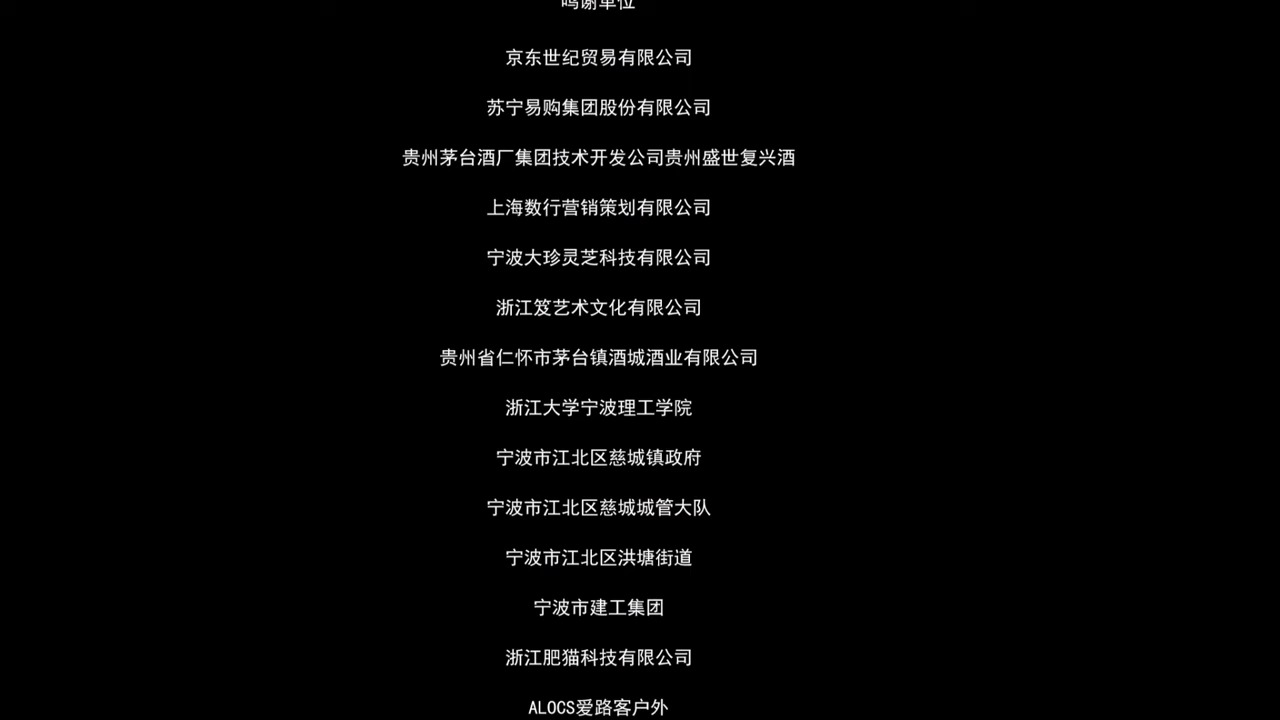 鸣谢单位
京东世纪贸易有限公司
苏宁易购集团股份有限公司
贵州茅台酒厂集团技术开发公司贵州盛世复兴酒
上海数行营销策划有限公司
宁波大珍灵芝科技有限公司
浙江笈艺术文化有限公司
贵州省仁怀市茅台镇酒城酒业有限公司
浙江大学宁波理工学院
宁波市江北区慈城镇政府
宁波市江北区慈城城管大队
宁波市江北区洪塘街道
宁波市建工集团
浙江肥猫科技有限公司
ALOCS爱路客户外